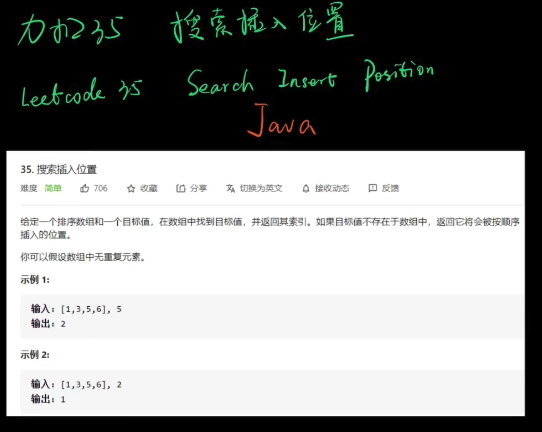 力扣35 搜索插入位置
Leetcode 35 Search Insert Position
Java
35. 搜索插入位置
难度 简单 706 收藏 分享 切换为英文 接收动态 反馈
给定一个排序数组和一个目标值，在数组中找到目标值，并返回其索引。如果目标值不存在于数组中，返回它将会被按顺序
插入的位置。
你可以假设数组中无重复元素。
示例 1:
输入: [1,3,5,6], 5
输出: 2
示例 2:
输入: [1,3,5,6], 2
输出: 1